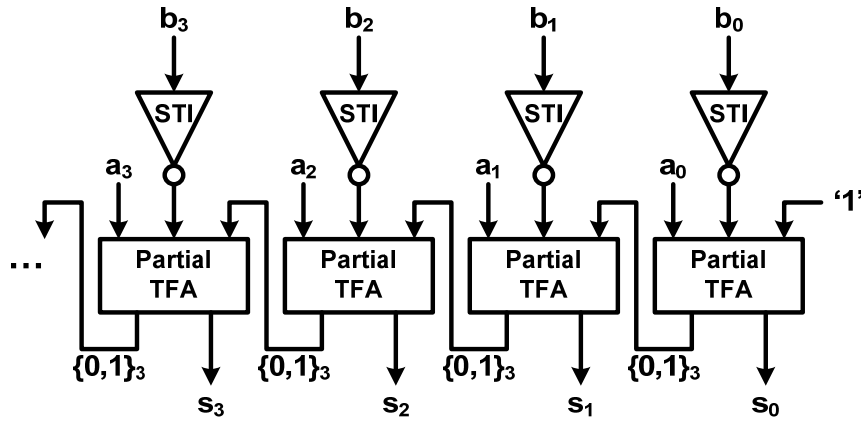 b₃ b₂ b₁ b₀
STI STI STI STI
a₃ a₂ a₁ a₀ ‘1’
... Partial TFA Partial TFA Partial TFA Partial TFA
{0,1}₃ {0,1}₃ {0,1}₃ {0,1}₃
s₃ s₂ s₁ s₀